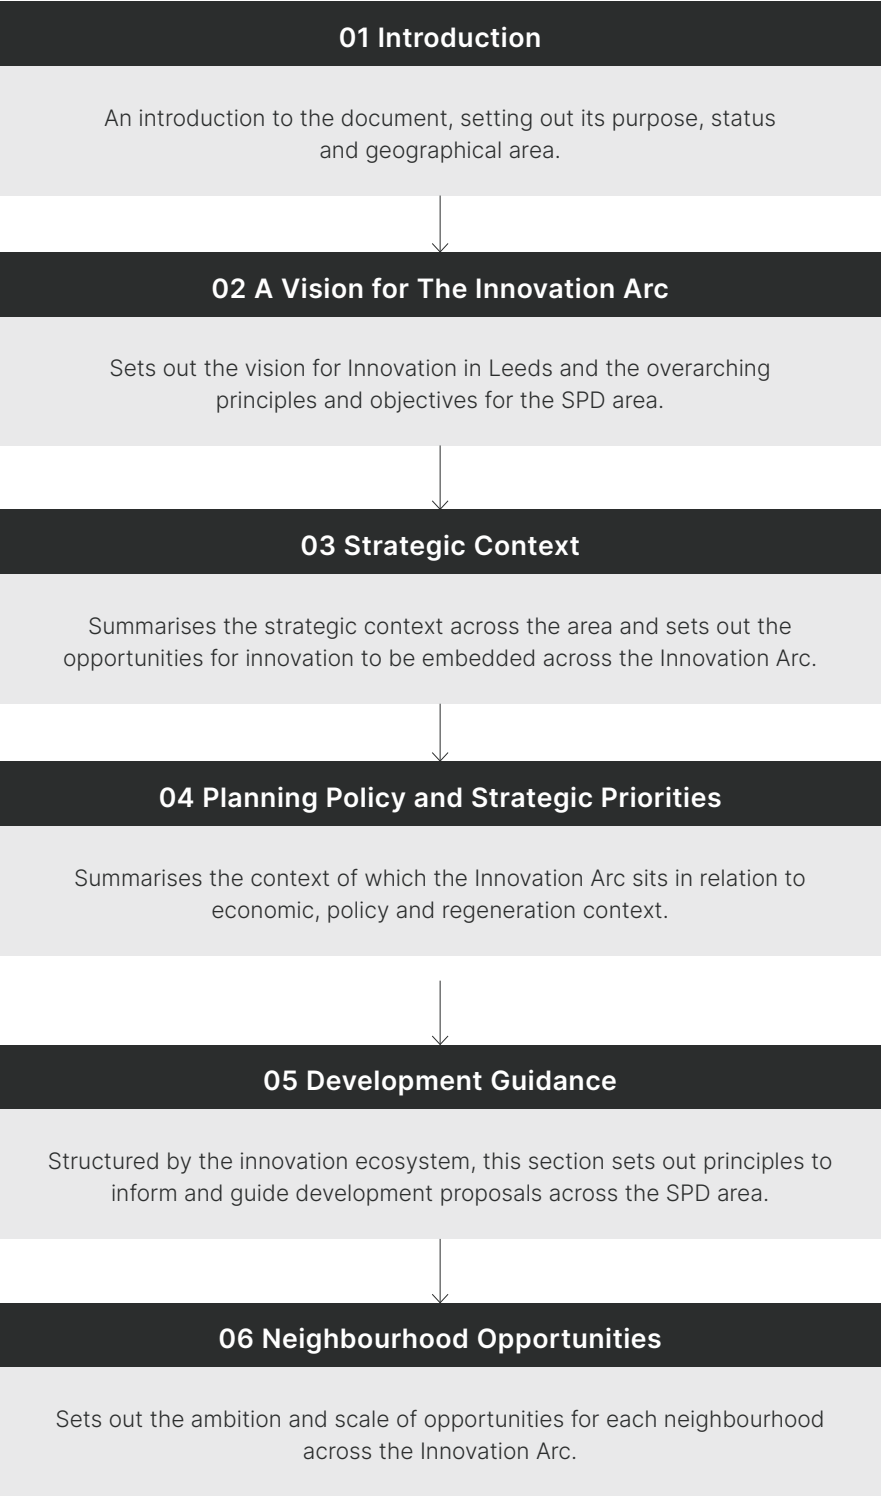 01 Introduction
An introduction to the document, setting out its purpose, status
and geographical area.
02 A Vision for The Innovation Arc
Sets out the vision for Innovation in Leeds and the overarching
principles and objectives for the SPD area.
03 Strategic Context
Summarises the strategic context across the area and sets out the
opportunities for innovation to be embedded across the Innovation Arc.
04 Planning Policy and Strategic Priorities
Summarises the context of which the Innovation Arc sits in relation to
economic, policy and regeneration context.
05 Development Guidance
Structured by the innovation ecosystem, this section sets out principles to
inform and guide development proposals across the SPD area.
06 Neighbourhood Opportunities
Sets out the ambition and scale of opportunities for each neighbourhood
across the Innovation Arc.